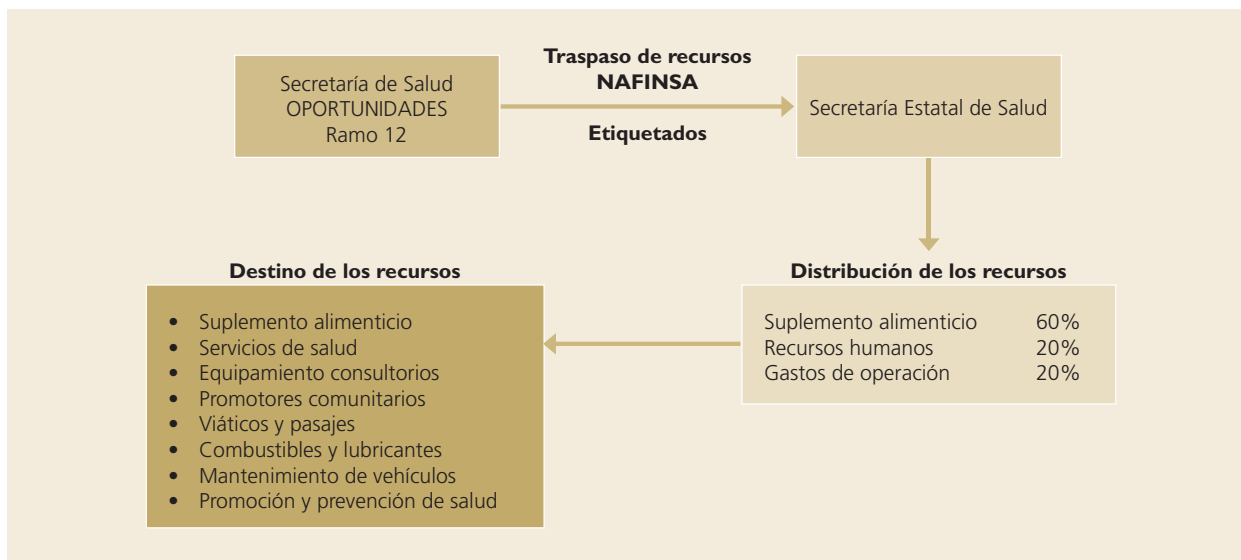 Secretaría de Salud
OPORTUNIDADES
Ramo 12
Traspaso de recursos
NAFINSA
Etiquetados
Secretaría Estatal de Salud
Distribución de los recursos
Suplemento alimenticio 60%
Recursos humanos 20%
Gastos de operación 20%
Destino de los recursos
• Suplemento alimenticio
• Servicios de salud
• Equipamiento consultorios
• Promotores comunitarios
• Viáticos y pasajes
• Combustibles y lubricantes
• Mantenimiento de vehículos
• Promoción y prevención de salud